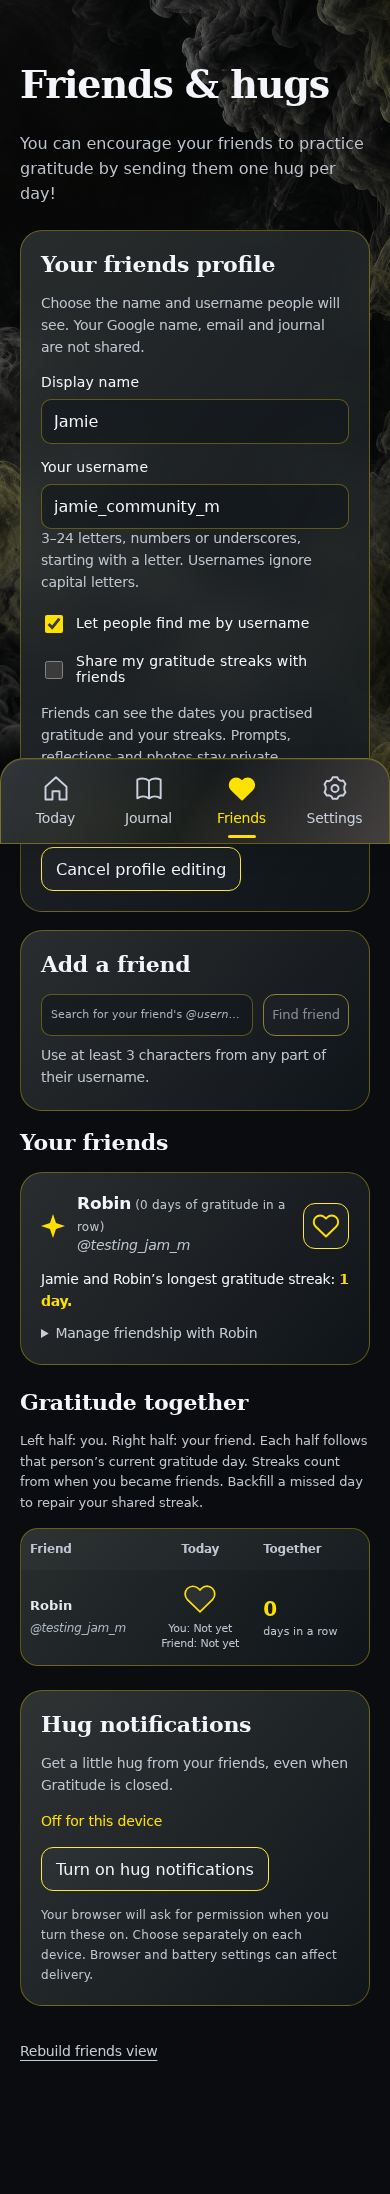 Friends & hugs
You can encourage your friends to practice
gratitude by sending them one hug per
day!
Your friends profile
Choose the name and username people will
see. Your Google name, email and journal
are not shared.
Display name
Jamie
Your username
jamie_community_m
3–24 letters, numbers or underscores,
starting with a letter. Usernames ignore
capital letters.
Let people find me by username
Share my gratitude streaks with
friends
Friends can see the dates you practised
gratitude and your streaks. Prompts,
reflections and photos stay private.
Today
Journal
Friends
Settings
Cancel profile editing
Add a friend
Search for your friend's @usern...
Find friend
Use at least 3 characters from any part of
their username.
Your friends
Robin (0 days of gratitude in a
row)
@testing_jam_m
Jamie and Robin’s longest gratitude streak: 1
day.
Manage friendship with Robin
Gratitude together
Left half: you. Right half: your friend. Each half follows
that person’s current gratitude day. Streaks count
from when you became friends. Backfill a missed day
to repair your shared streak.
Friend
Today
Together
Robin
@testing_jam_m
You: Not yet
Friend: Not yet
0
days in a row
Hug notifications
Get a little hug from your friends, even when
Gratitude is closed.
Off for this device
Turn on hug notifications
Your browser will ask for permission when you
turn these on. Choose separately on each
device. Browser and battery settings can affect
delivery.
Rebuild friends view